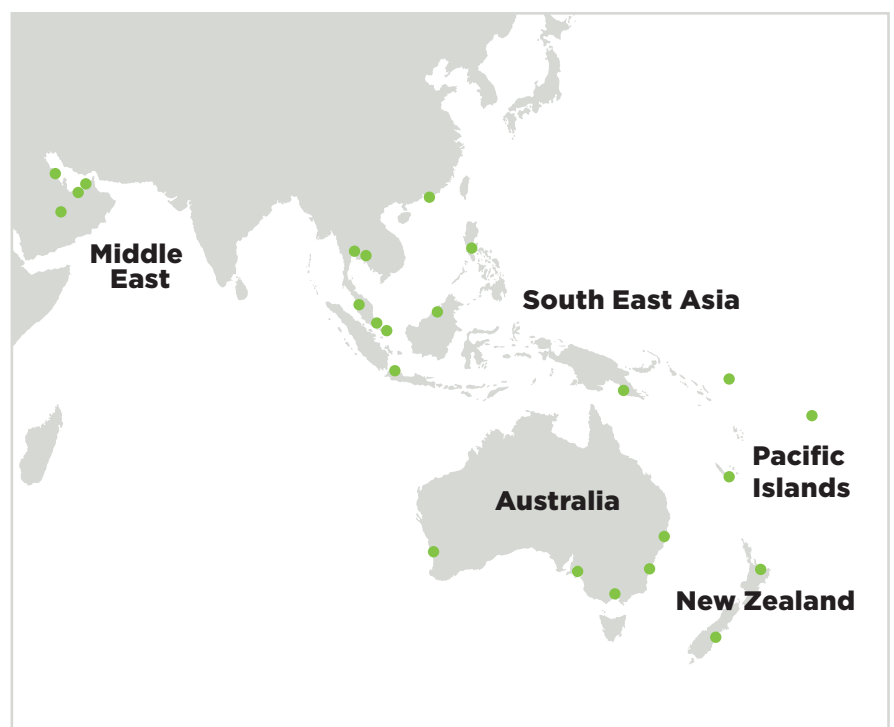 Middle
East
South East Asia
Pacific
Islands
Australia
New Zealand